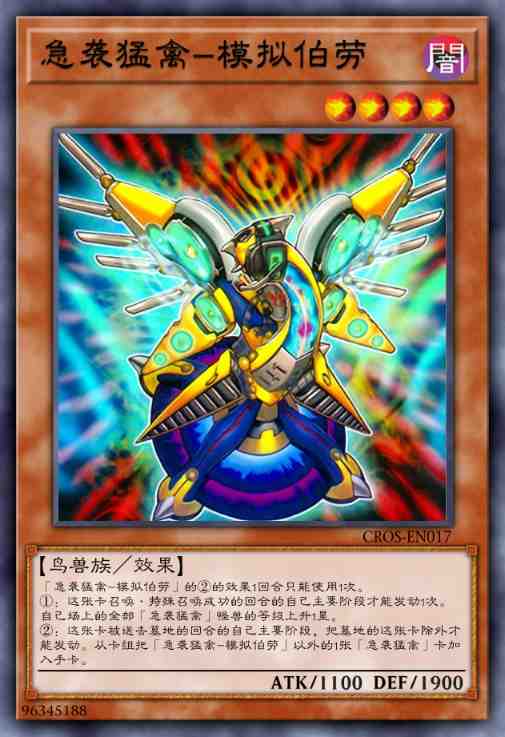 急袭猛禽-模拟伯劳
闇
CROS-EN017
【鸟兽族／效果】
「急袭猛禽-模拟伯劳」的②的效果1回合只能使用1次。
①：这张卡召唤·特殊召唤成功的回合的自己主要阶段才能发动1次。
自己场上的全部「急袭猛禽」怪兽的等级上升1星。
②：这张卡被送去墓地的回合的自己主要阶段，把墓地的这张卡除外才
能发动。从卡组把「急袭猛禽-模拟伯劳」以外的1张「急袭猛禽」卡加
入手卡。
ATK/1100 DEF/1900
96345188